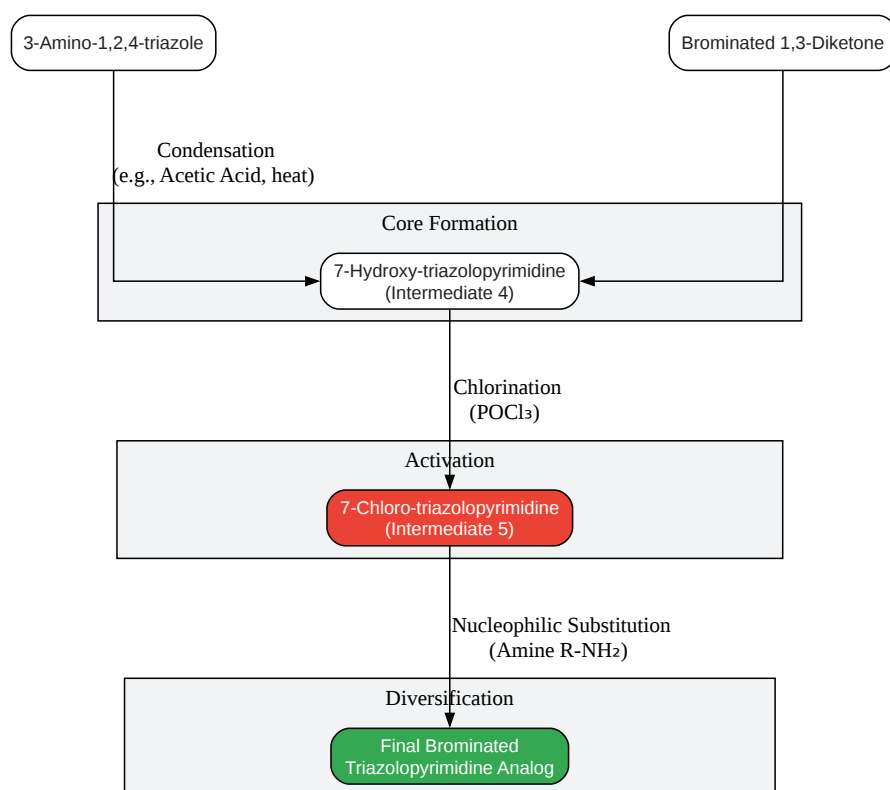 3-Amino-1,2,4-triazole
Brominated 1,3-Diketone
Condensation
(e.g., Acetic Acid, heat)
Core Formation
7-Hydroxy-triazolopyrimidine
(Intermediate 4)
Chlorination
(POCl₃)
Activation
7-Chloro-triazolopyrimidine
(Intermediate 5)
Nucleophilic Substitution
(Amine R-NH₂)
Diversification
Final Brominated
Triazolopyrimidine Analog